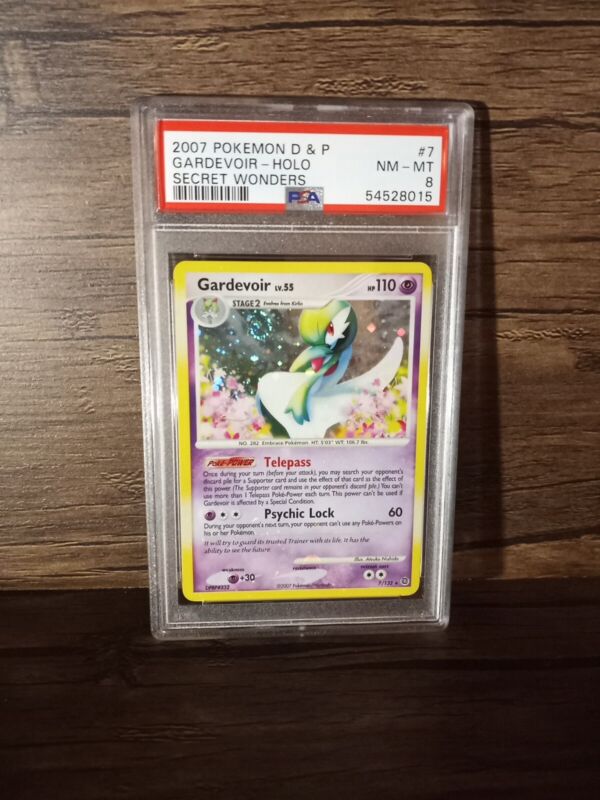 2007 POKEMON D & P #7
GARDEVOIR - HOLO NM - MT
SECRET WONDERS 8
PSA 54528015
Gardevoir LV.55 HP 110
STAGE 2 Evolves from Kirlia
NO. 282 Embrace Pokémon HT: 5'03" WT: 106.7 lbs.
Poké-POWER Telepass
Once during your turn (before your attack), you may search your opponent's
discard pile for a Supporter card and use the effect of that card as the effect of
this power. (The Supporter card remains in your opponent's discard pile.) You can't
use more than 1 Telepass Poké-Power each turn. This power can't be used if
Gardevoir is affected by a Special Condition.
Psychic Lock 60
During your opponent's next turn, your opponent can't use any Poké-Powers on
his or her Pokémon.
It will try to guard its trusted Trainer with its life. It has the
ability to see the future.
Illus. Atsuko Nishida
weakness resistance retreat cost
+30
©2007 Pokémon 7/132